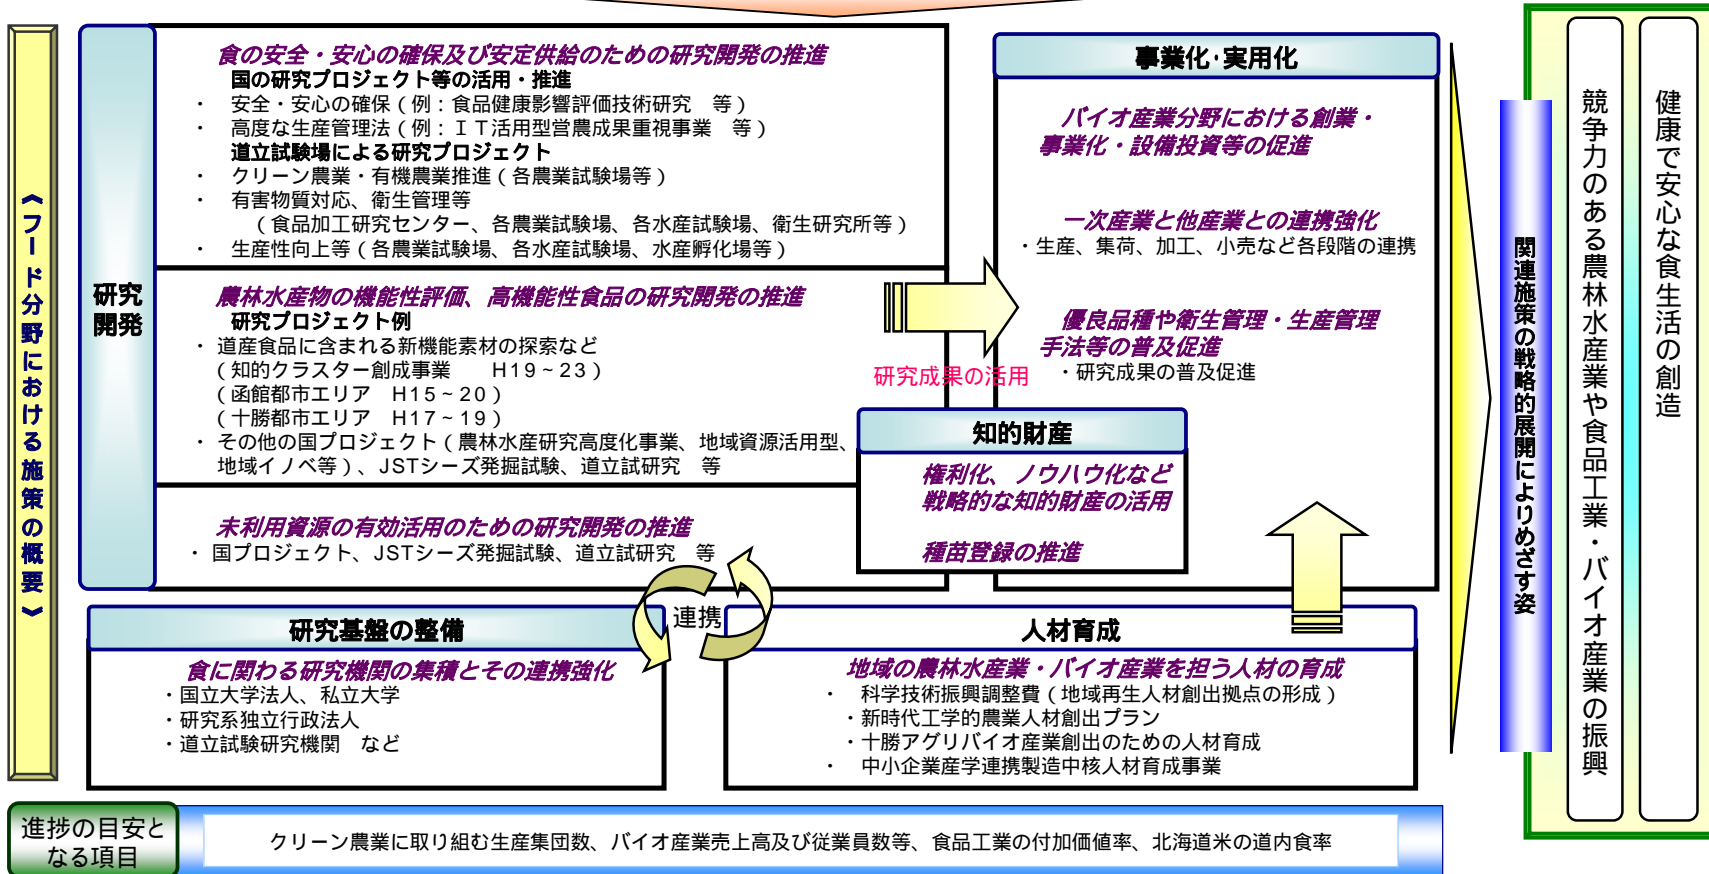 《フード分野における施策の概要》
研究
開発
食の安全・安心の確保及び安定供給のための研究開発の推進
国の研究プロジェクト等の活用・推進
・ 安全・安心の確保（例：食品健康影響評価技術研究 等）
・ 高度な生産管理法（例：ＩＴ活用型営農成果重視事業 等）
道立試験場による研究プロジェクト
・ クリーン農業・有機農業推進（各農業試験場等）
・ 有害物質対応、衛生管理等
（食品加工研究センター、各農業試験場、各水産試験場、衛生研究所等）
・ 生産性向上等（各農業試験場、各水産試験場、水産孵化場等）
農林水産物の機能性評価、高機能性食品の研究開発の推進
研究プロジェクト例
・ 道産食品に含まれる新機能素材の探索など
（知的クラスター創成事業 H19～23）
（函館都市エリア H15～20）
（十勝都市エリア H17～19）
・ その他の国プロジェクト（農林水産研究高度化事業、地域資源活用型、
地域イノベ等）、JSTシーズ発掘試験、道立試研究 等
未利用資源の有効活用のための研究開発の推進
・ 国プロジェクト、JSTシーズ発掘試験、道立試研究 等
研究成果の活用
事業化・実用化
バイオ産業分野における創業・
事業化・設備投資等の促進
一次産業と他産業との連携強化
・生産、集荷、加工、小売など各段階の連携
優良品種や衛生管理・生産管理
手法等の普及促進
・研究成果の普及促進
知的財産
権利化、ノウハウ化など
戦略的な知的財産の活用
種苗登録の推進
連携
研究基盤の整備
食に関わる研究機関の集積とその連携強化
・国立大学法人、私立大学
・研究系独立行政法人
・道立試験研究機関 など
人材育成
地域の農林水産業・バイオ産業を担う人材の育成
・ 科学技術振興調整費（地域再生人材創出拠点の形成）
・新時代工学的農業人材創出プラン
・十勝アグリバイオ産業創出のための人材育成
・ 中小企業産学連携製造中核人材育成事業
関連施策の戦略的展開によりめざす姿
健康で安心な食生活の創造
競争力のある農林水産業や食品工業・バイオ産業の振興
進捗の目安と
なる項目
クリーン農業に取り組む生産集団数、バイオ産業売上高及び従業員数等、食品工業の付加価値率、北海道米の道内食率